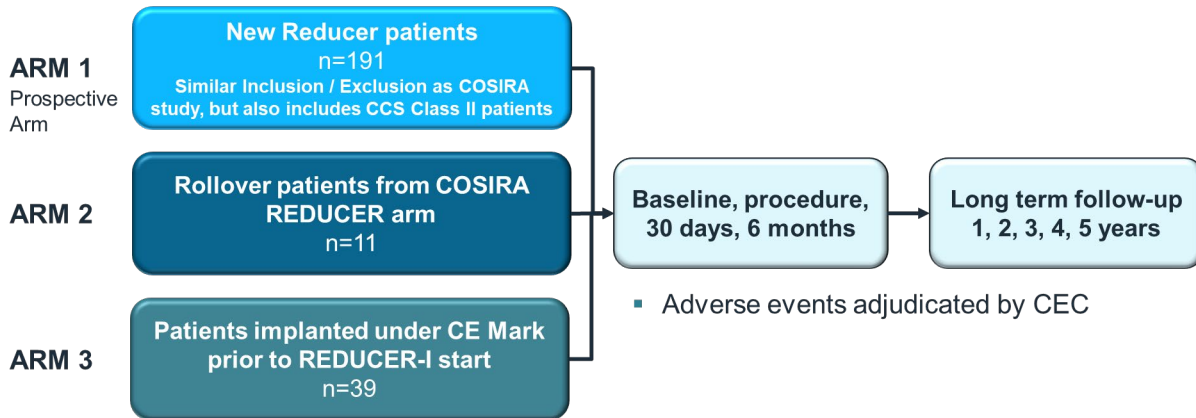 ARM 1
Prospective
Arm
New Reducer patients
n=191
Similar Inclusion / Exclusion as COSIRA
study, but also includes CCS Class II patients
ARM 2
Rollover patients from COSIRA
REDUCER arm
n=11
ARM 3
Patients implanted under CE Mark
prior to REDUCER-I start
n=39
Baseline, procedure,
30 days, 6 months
Long term follow-up
1, 2, 3, 4, 5 years
▪ Adverse events adjudicated by CEC